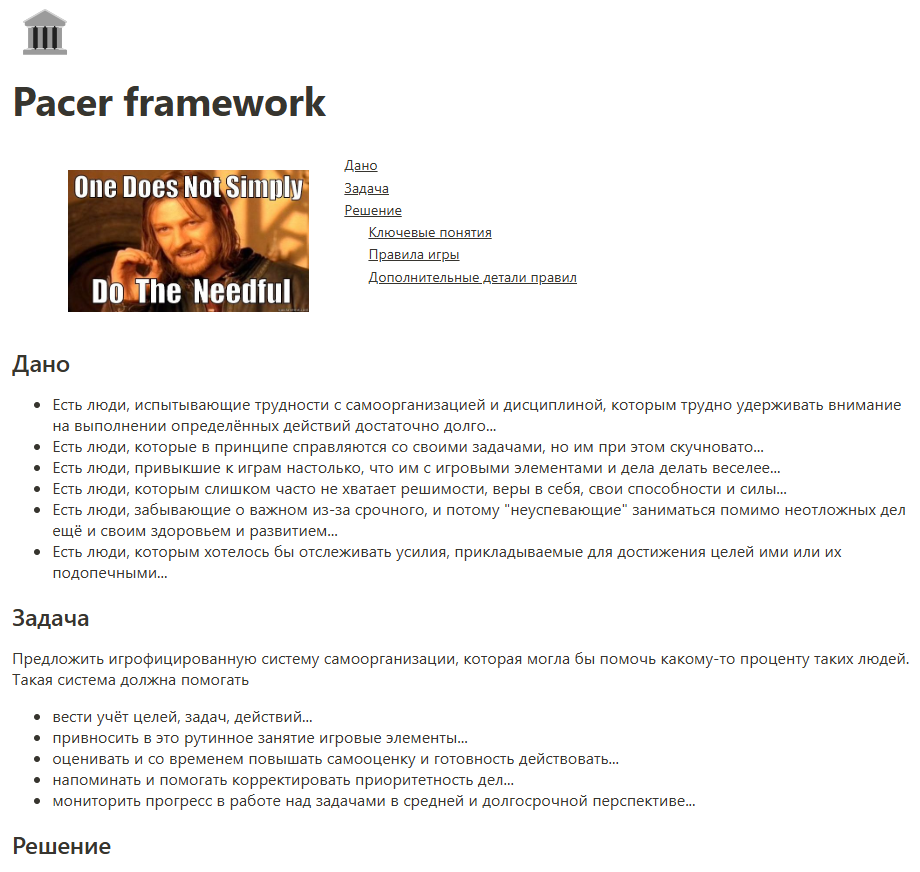 Pacer framework
One Does Not Simply
Do The Needful
Дано
Задача
Решение
Ключевые понятия
Правила игры
Дополнительные детали правил
Дано
Есть люди, испытывающие трудности с самоорганизацией и дисциплиной, которым трудно удерживать внимание
на выполнении определённых действий достаточно долго...
Есть люди, которые в принципе справляются со своими задачами, но им при этом скучновато...
Есть люди, привыкшие к играм настолько, что им с игровыми элементами и дела делать веселее...
Есть люди, которым слишком часто не хватает решимости, веры в себя, свои способности и силы...
Есть люди, забывающие о важном из-за срочного, и потому "неуспевающие" заниматься помимо неотложных дел
ещё и своим здоровьем и развитием...
Есть люди, которым хотелось бы отслеживать усилия, прикладываемые для достижения целей ими или их
подопечными...
Задача
Предложить игрофицированную систему самоорганизации, которая могла бы помочь какому-то проценту таких людей.
Такая система должна помогать
вести учёт целей, задач, действий...
привносить в это рутинное занятие игровые элементы...
оценивать и со временем повышать самооценку и готовность действовать...
напоминать и помогать корректировать приоритетность дел...
мониторить прогресс в работе над задачами в средней и долгосрочной перспективе...
Решение